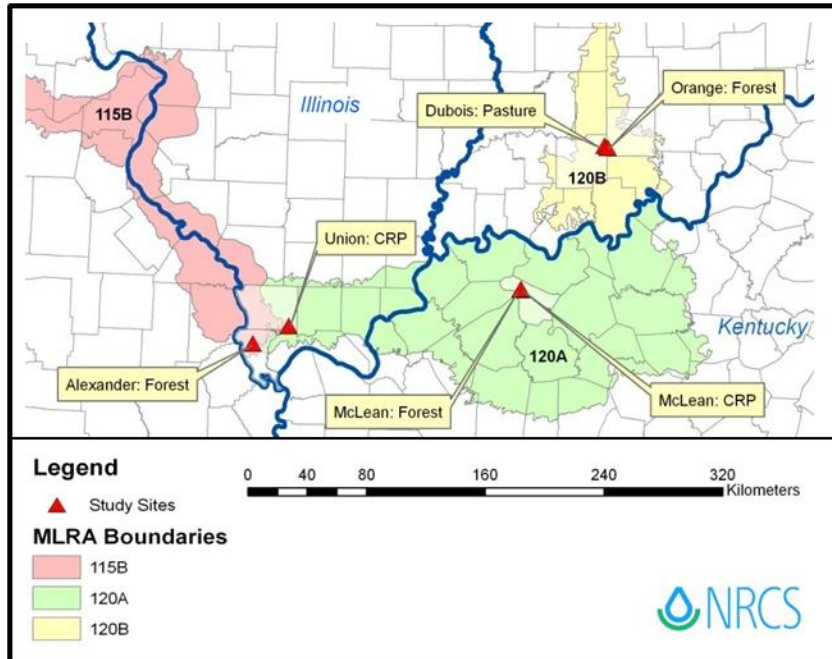 115B
Illinois
Dubois: Pasture
Orange: Forest
120B
Union: CRP
Kentucky
120A
Alexander: Forest
McLean: Forest
McLean: CRP
Legend
Study Sites
0 40 80 160 240 320
Kilometers
MLRA Boundaries
115B
120A
120B
NRCS